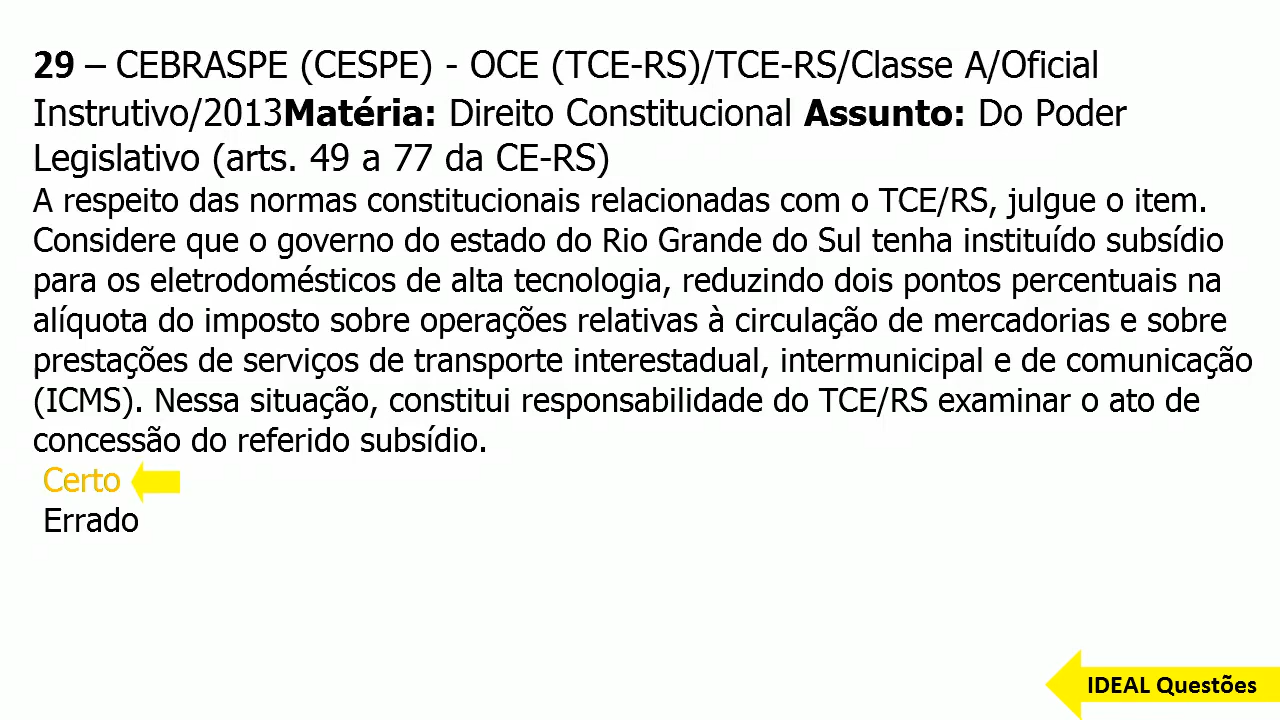 29 – CEBRASPE (CESPE) - OCE (TCE-RS)/TCE-RS/Classe A/Oficial
Instrutivo/2013Matéria: Direito Constitucional Assunto: Do Poder
Legislativo (arts. 49 a 77 da CE-RS)
A respeito das normas constitucionais relacionadas com o TCE/RS, julgue o item.
Considere que o governo do estado do Rio Grande do Sul tenha instituído subsídio
para os eletrodomésticos de alta tecnologia, reduzindo dois pontos percentuais na
alíquota do imposto sobre operações relativas à circulação de mercadorias e sobre
prestações de serviços de transporte interestadual, intermunicipal e de comunicação
(ICMS). Nessa situação, constitui responsabilidade do TCE/RS examinar o ato de
concessão do referido subsídio.
Certo
Errado
IDEAL Questões